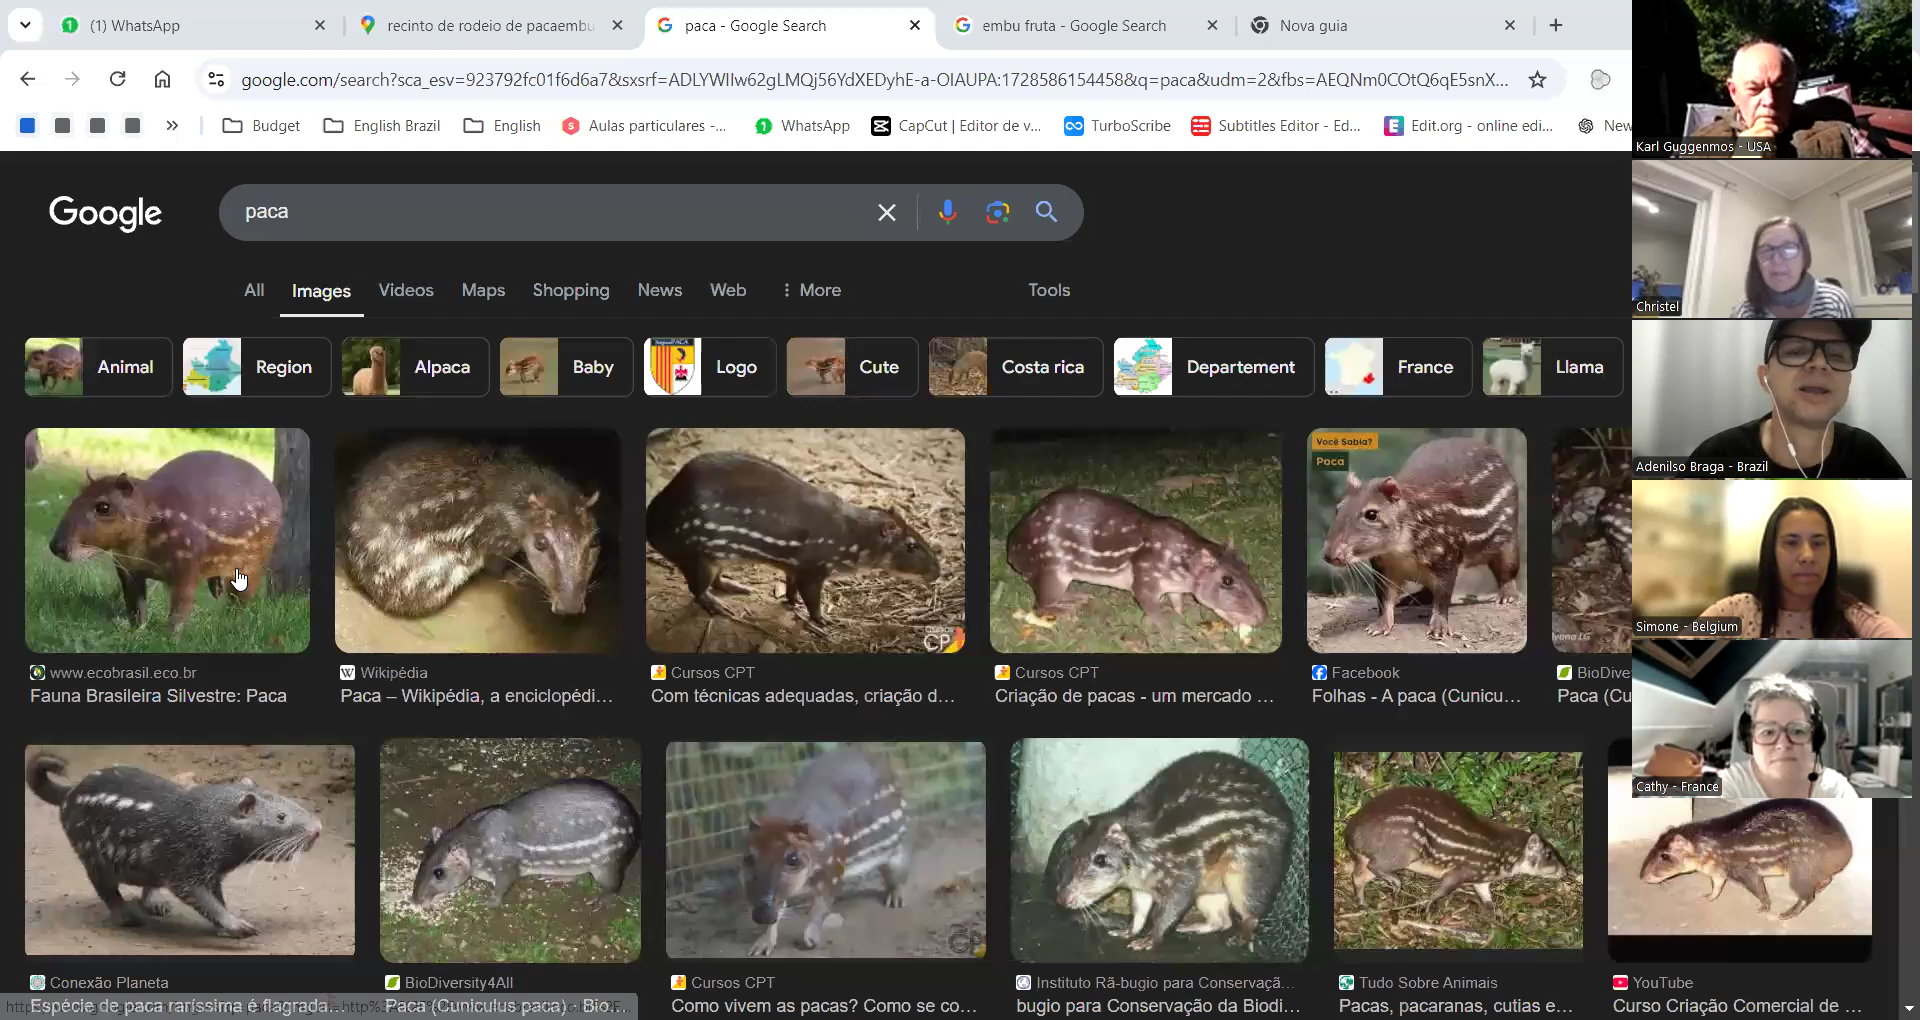 (1) WhatsApp
recinto de rodeio de pacaembu
paca - Google Search
embu fruta - Google Search
Nova guia
google.com/search?sca_esv=923792fc01f6d6a7&sxsrf=ADLYWIIw62gLMQj56YdXEDyhE-a-OIAUPA:1728586154458&q=paca&udm=2&fbs=AEQNm0COtQ6qE5snX...
Budget
English Brazil
English
Aulas particulares -...
WhatsApp
CapCut | Editor de v...
TurboScribe
Subtitles Editor - Ed...
Edit.org - online edi...
New
Google
paca
All
Images
Videos
Maps
Shopping
News
Web
More
Tools
Animal
Region
Alpaca
Baby
Logo
Cute
Costa rica
Departement
France
Llama
Você Sabia?
Paca
CP
www.ecobrasil.eco.br
Fauna Brasileira Silvestre: Paca
Wikipédia
Paca – Wikipédia, a enciclopédi...
Cursos CPT
Com técnicas adequadas, criação d...
Cursos CPT
Criação de pacas - um mercado ...
Facebook
Folhas - A paca (Cunicu...
BioDive
Paca (Cu
Conexão Planeta
Espécie de paca raríssima é flagrada...
BioDiversity4All
Paca (Cuniculus paca) · Bio...
Cursos CPT
Como vivem as pacas? Como se co...
Instituto Rã-bugio para Conservaçã...
bugio para Conservação da Biodi...
Tudo Sobre Animais
Pacas, pacaranas, cutias e...
YouTube
Curso Criação Comercial de ...
Karl Guggenmos - USA
Christel
Adenilso Braga - Brazil
Simone - Belgium
Cathy - France